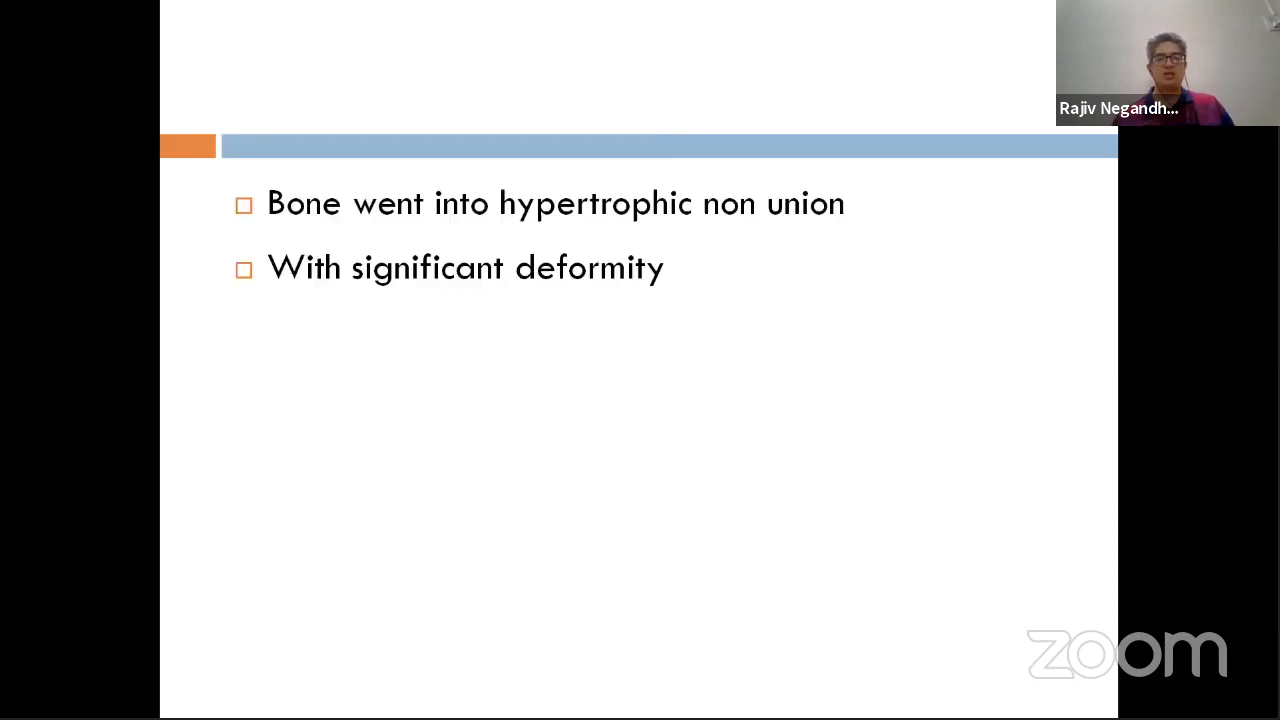 Rajiv Negandh...
Bone went into hypertrophic non union
With significant deformity
zoom